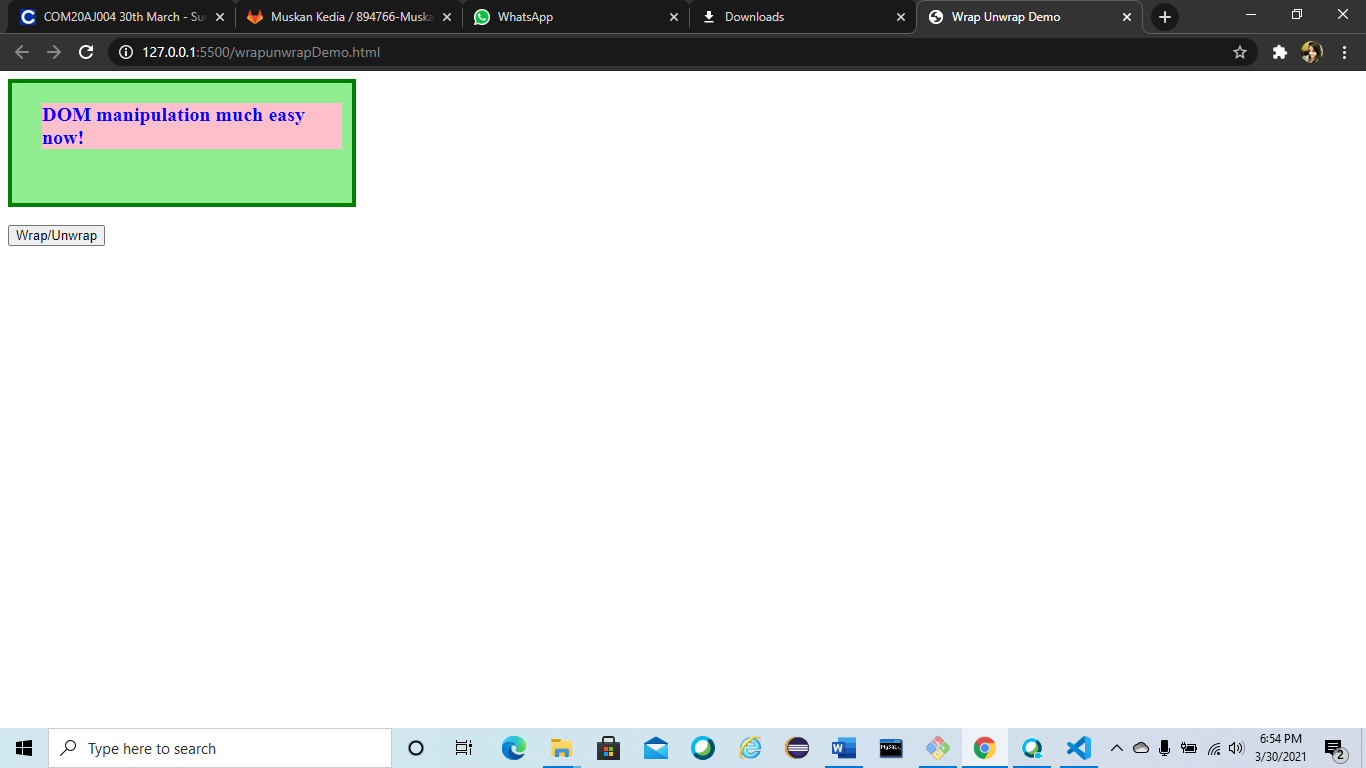 COM20AJ004 30th March - Su
Muskan Kedia / 894766-Muska
WhatsApp
Downloads
Wrap Unwrap Demo
127.0.0.1:5500/wrapunwrapDemo.html
DOM manipulation much easy
now!
Wrap/Unwrap
Type here to search
6:54 PM
3/30/2021
2